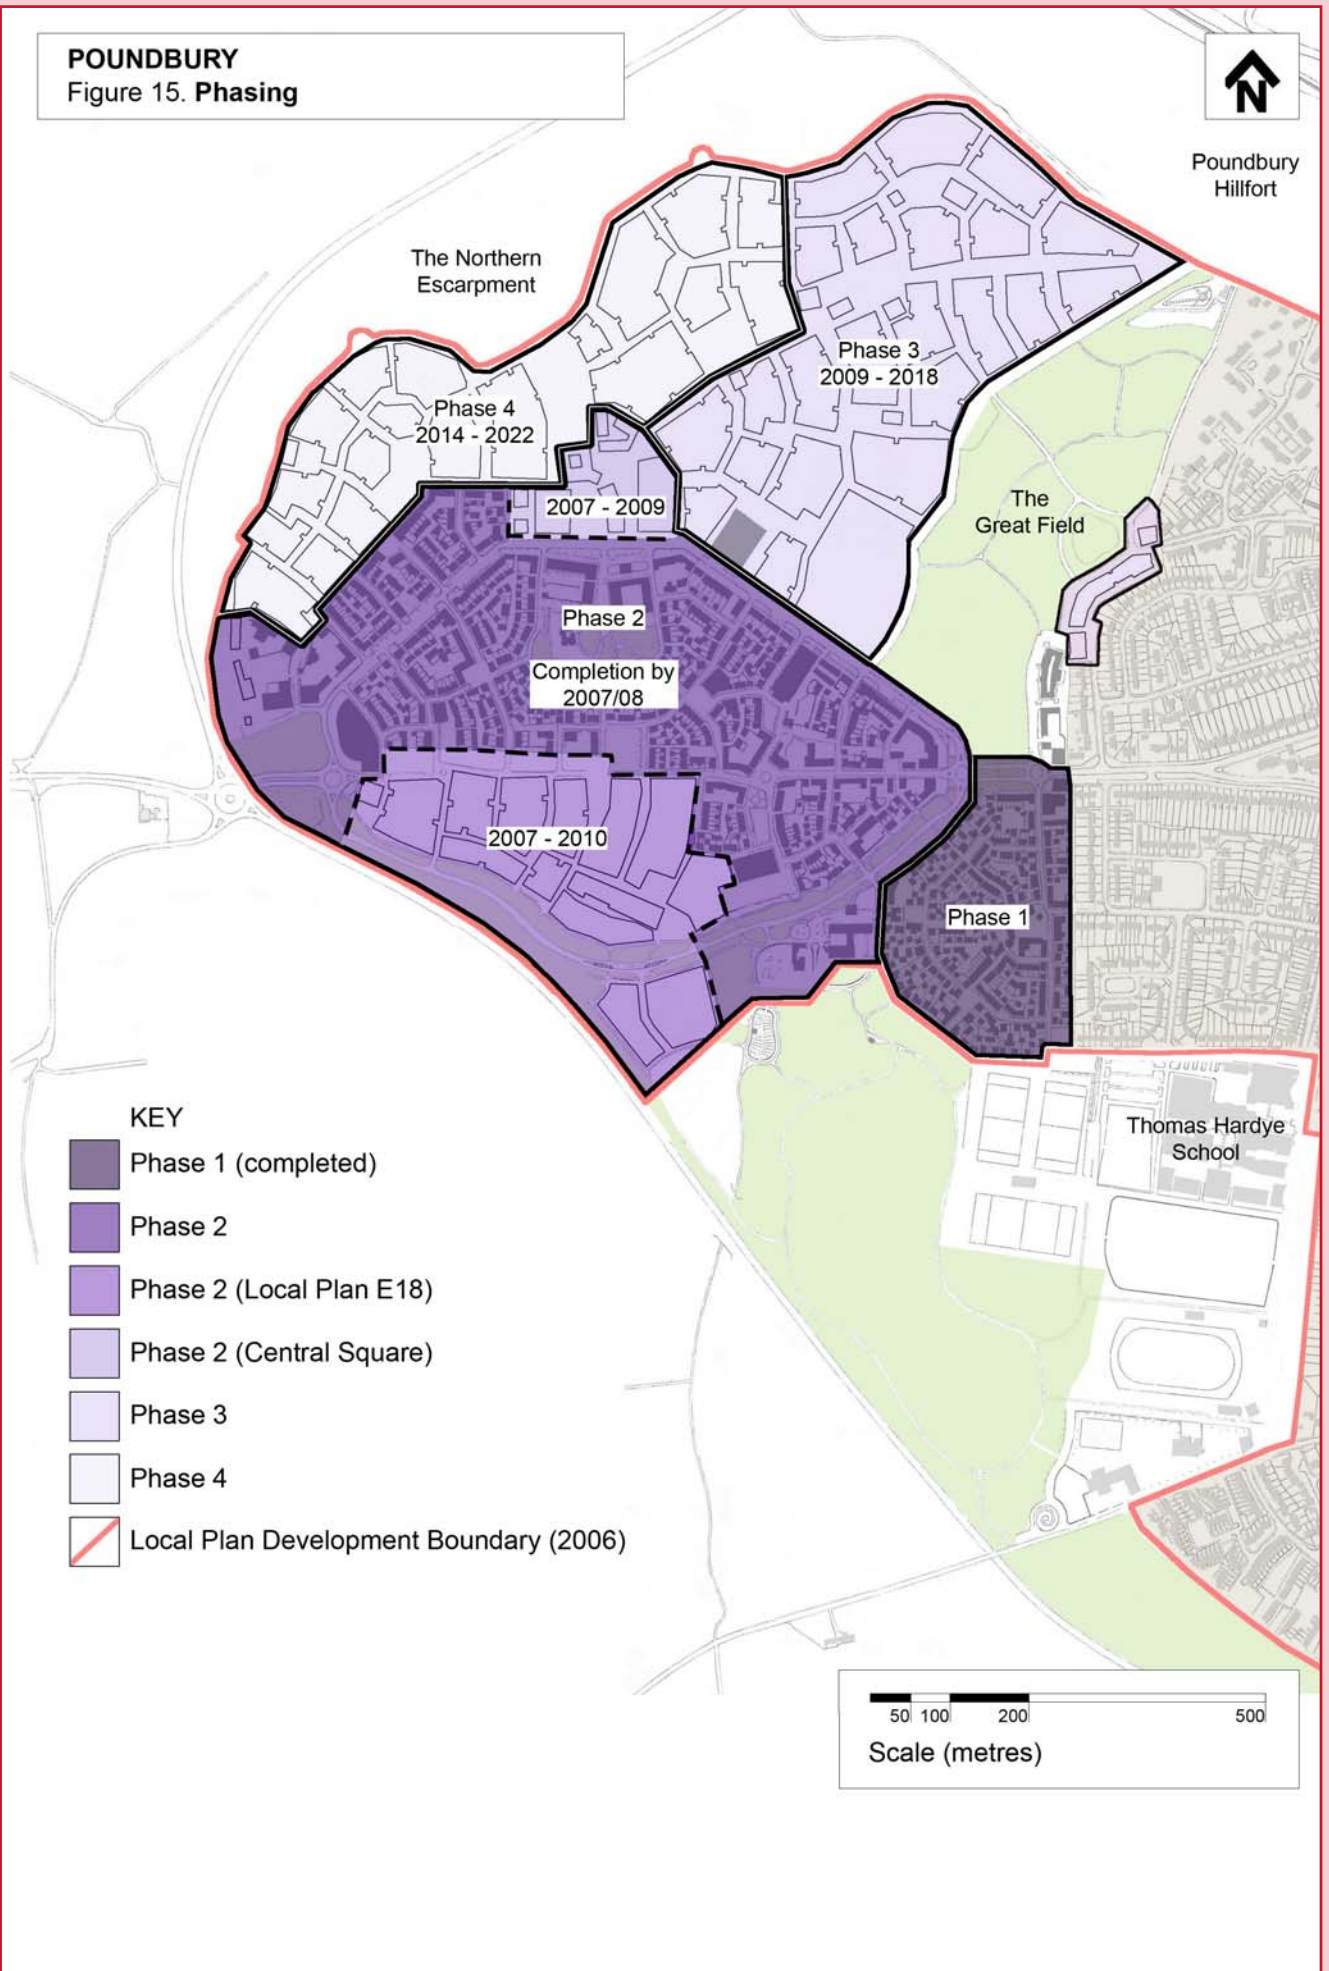 POUNDBURY
Figure 15. Phasing
N
Poundbury
Hillfort
The Northern
Escarpment
Phase 3
2009 - 2018
Phase 4
2014 - 2022
The
Great Field
2007 - 2009
Phase 2
Completion by
2007/08
2007 - 2010
Phase 1
Thomas Hardye
School
KEY
Phase 1 (completed)
Phase 2
Phase 2 (Local Plan E18)
Phase 2 (Central Square)
Phase 3
Phase 4
Local Plan Development Boundary (2006)
50 100 200 500
Scale (metres)